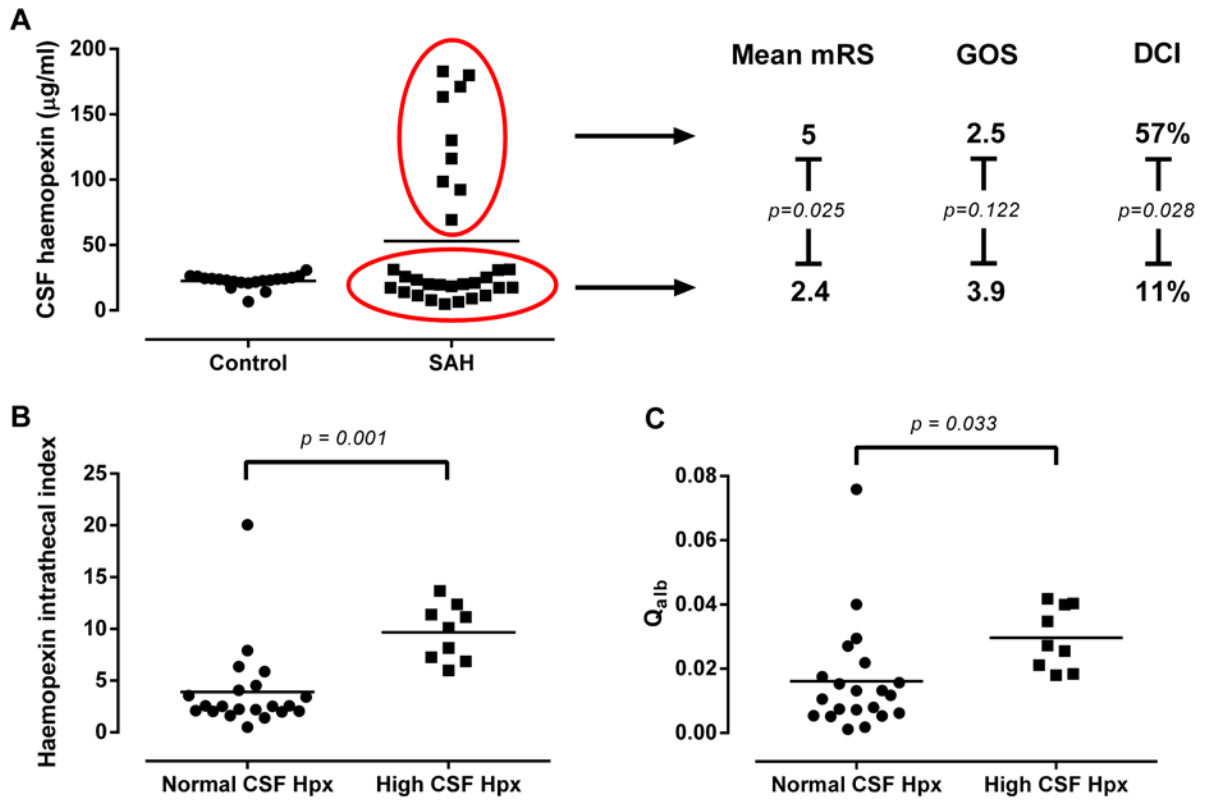 A
CSF haemopexin (µg/ml)
200
150
100
50
0
Control
SAH
Mean mRS
GOS
DCI
5
2.5
57%
p=0.025
p=0.122
p=0.028
2.4
3.9
11%
B
Haemopexin intrathecal index
25
20
15
10
5
0
p = 0.001
Normal CSF Hpx
High CSF Hpx
C
Qalb
0.08
0.06
0.04
0.02
0.00
p = 0.033
Normal CSF Hpx
High CSF Hpx